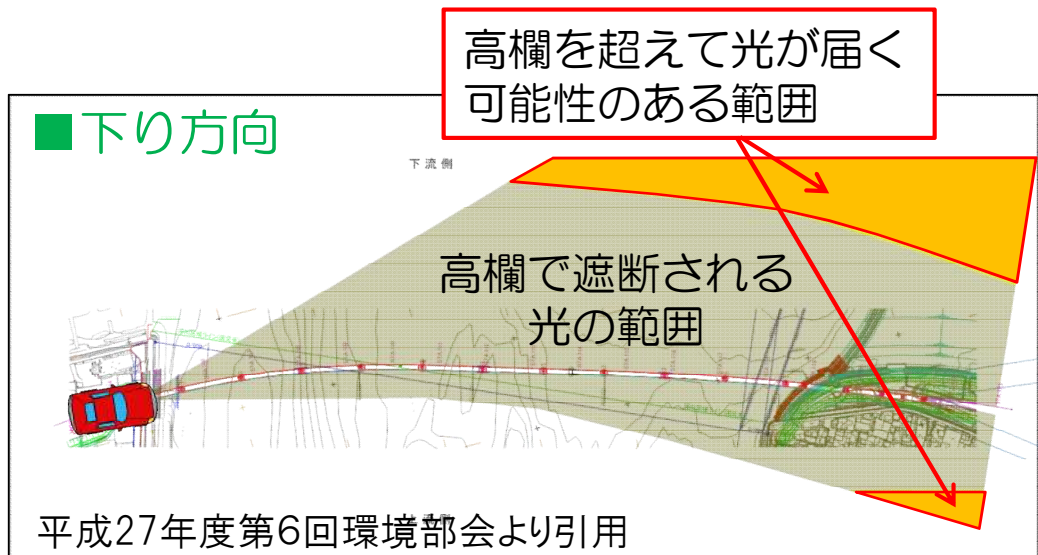 高欄を超えて光が届く
可能性のある範囲
■下り方向
下流側
高欄で遮断される
光の範囲
平成27年度第6回環境部会より引用